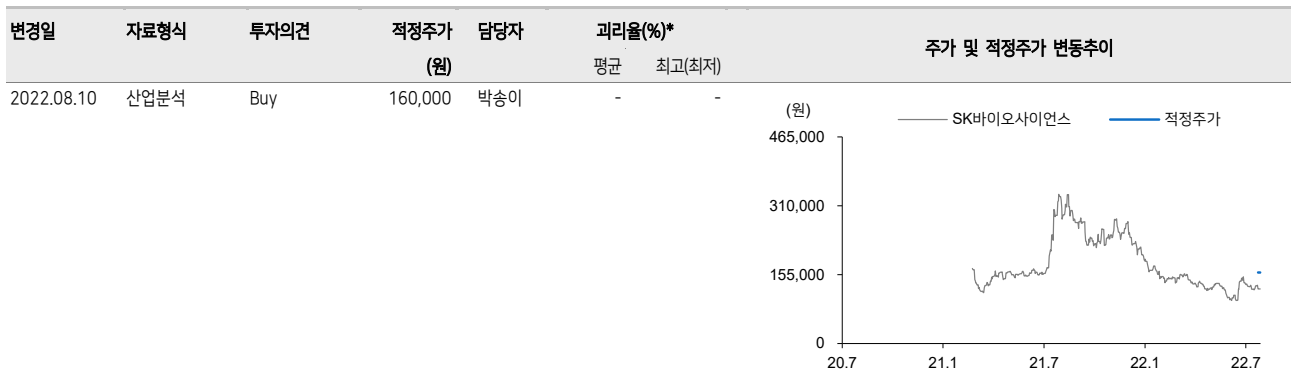 변경일 자료형식 투자의견 적정주가 담당자 괴리율(%)* 주가 및 적정주가 변동추이
(원) 평균 최고(최저)
2022.08.10 산업분석 Buy 160,000 박송이 - -
(원) SK바이오사이언스 적정주가
465,000
310,000
155,000
0
20.7 21.1 21.7 22.1 22.7